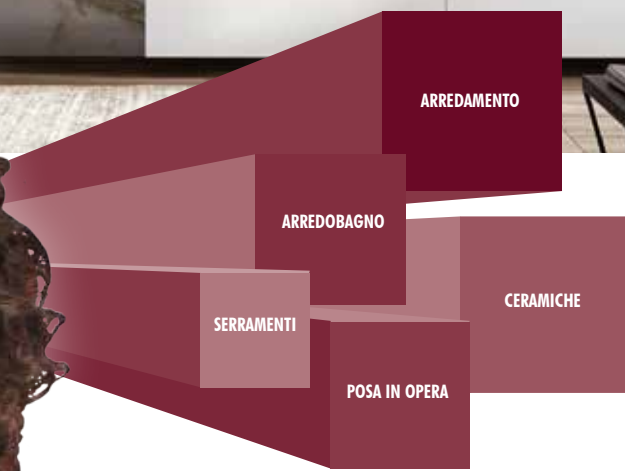 ARREDAMENTO
ARREDOBAGNO
CERAMICHE
SERRAMENTI
POSA IN OPERA